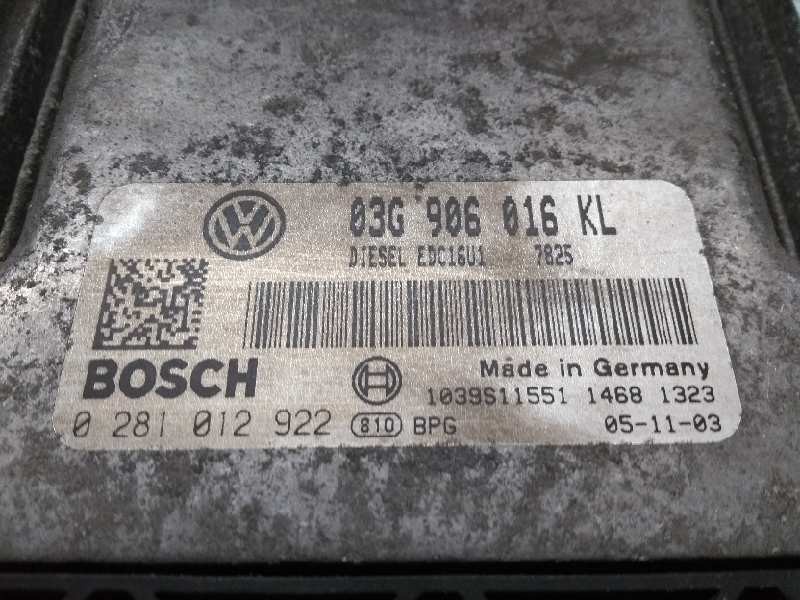 03G 906 016 KL
DIESEL EDC16U1 7825
BOSCH
Made in Germany
1039S11551 1468 1323
0 281 012 922 810 BPG 05-11-03